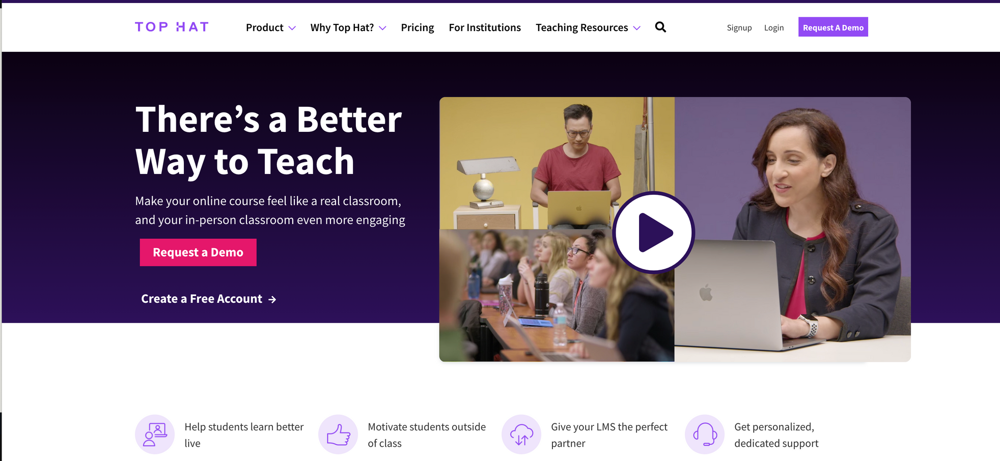 TOP HAT
Product
Why Top Hat?
Pricing
For Institutions
Teaching Resources
Signup
Login
Request A Demo
There’s a Better
Way to Teach
Make your online course feel like a real classroom,
and your in-person classroom even more engaging
Request a Demo
Create a Free Account →
Help students learn better
live
Motivate students outside
of class
Give your LMS the perfect
partner
Get personalized,
dedicated support